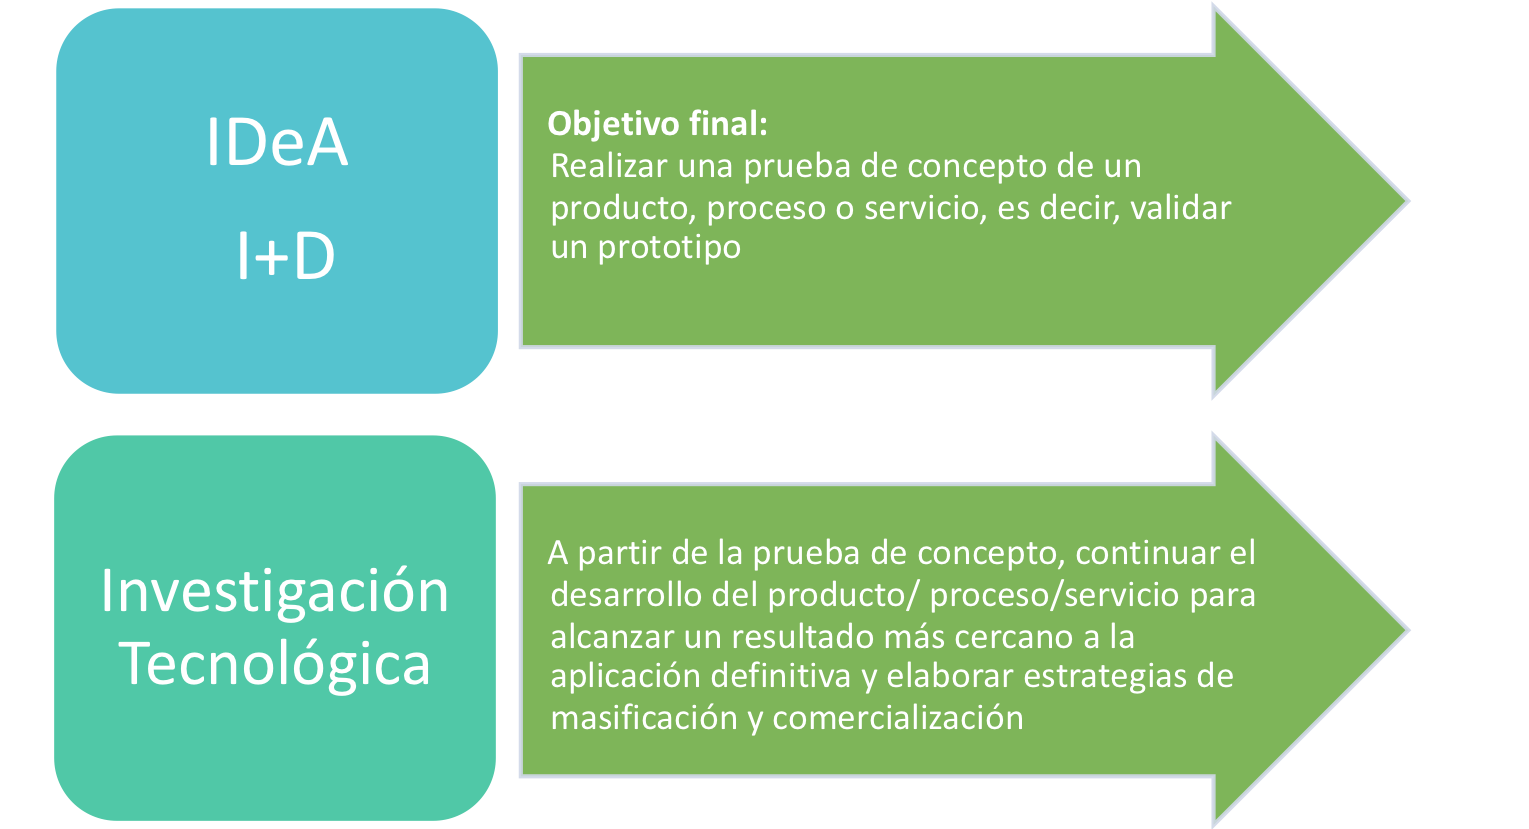 IDeA
I+D
Objetivo final:
Realizar una prueba de concepto de un
producto, proceso o servicio, es decir, validar
un prototipo
Investigación
Tecnológica
A partir de la prueba de concepto, continuar el
desarrollo del producto/ proceso/servicio para
alcanzar un resultado más cercano a la
aplicación definitiva y elaborar estrategias de
masificación y comercialización